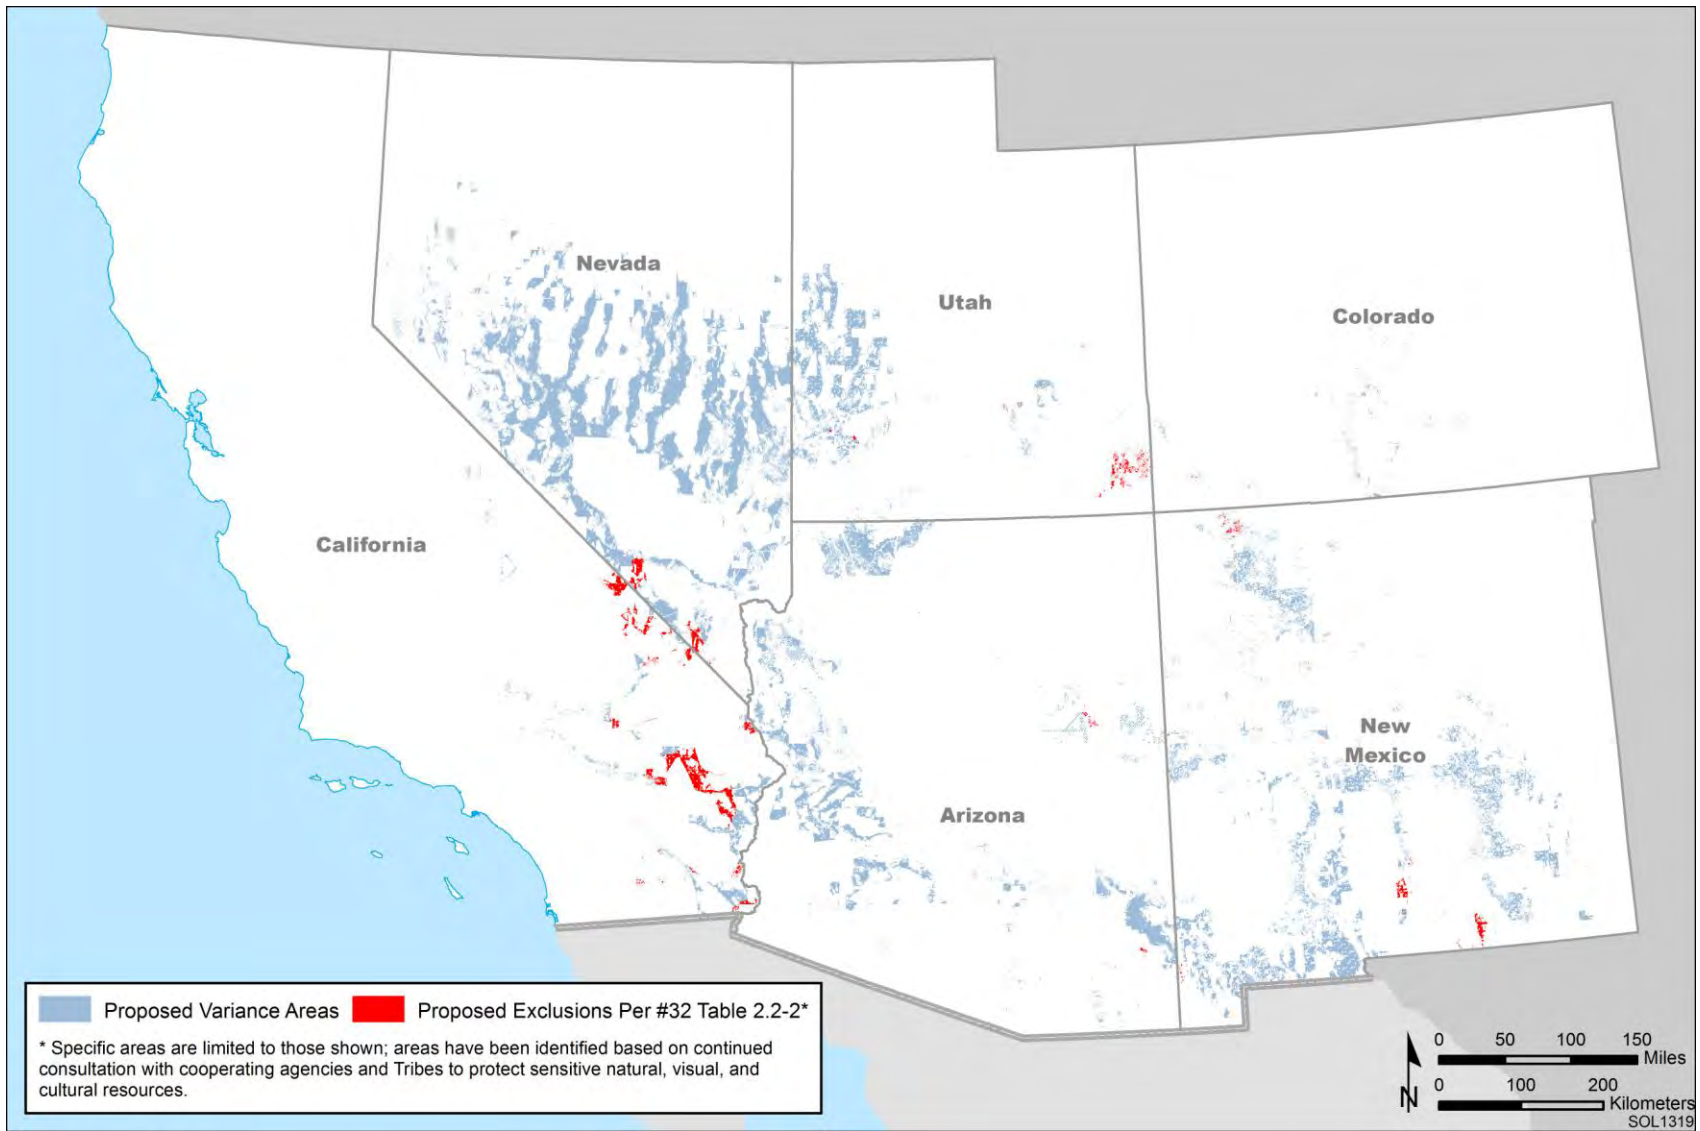 Nevada
Utah
Colorado
California
New
Mexico
Arizona
Proposed Variance Areas
Proposed Exclusions Per #32 Table 2.2-2*
* Specific areas are limited to those shown; areas have been identified based on continued
consultation with cooperating agencies and Tribes to protect sensitive natural, visual, and
cultural resources.
N
0 50 100 150
Miles
0 100 200
Kilometers
SOL1319